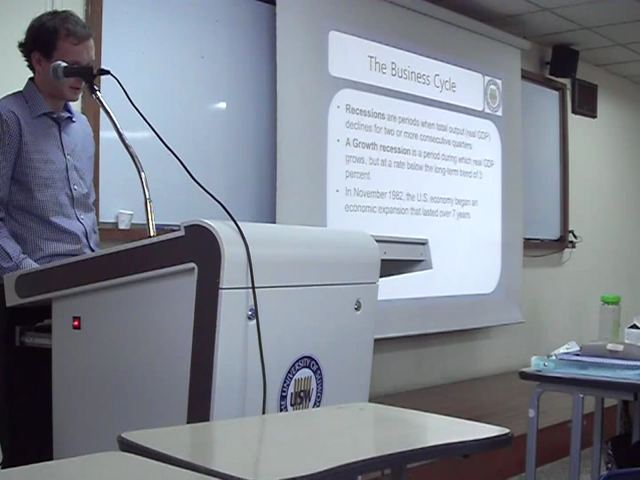 The Business Cycle
• Recessions are periods when total output (real GDP)
declines for two or more consecutive quarters
• A Growth recession is a period during which real GDP
grows, but at a rate below the long-term trend of 3
percent
• In November 1982, the U.S. economy began an
economic expansion that lasted over 7 years
UNIVERSITY OF
USW